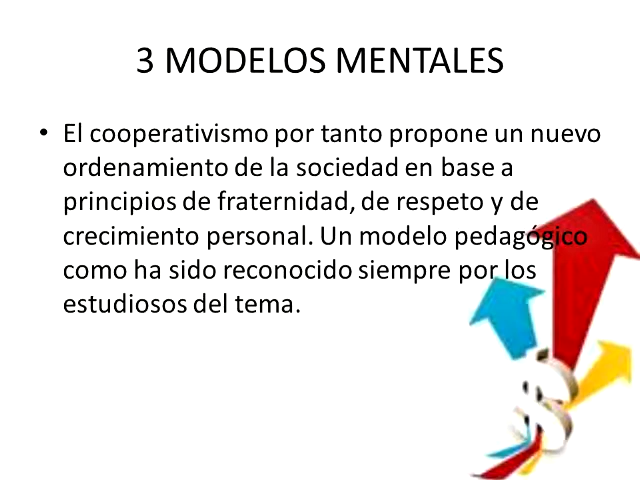 3 MODELOS MENTALES
• El cooperativismo por tanto propone un nuevo
ordenamiento de la sociedad en base a
principios de fraternidad, de respeto y de
crecimiento personal. Un modelo pedagógico
como ha sido reconocido siempre por los
estudiosos del tema.
$